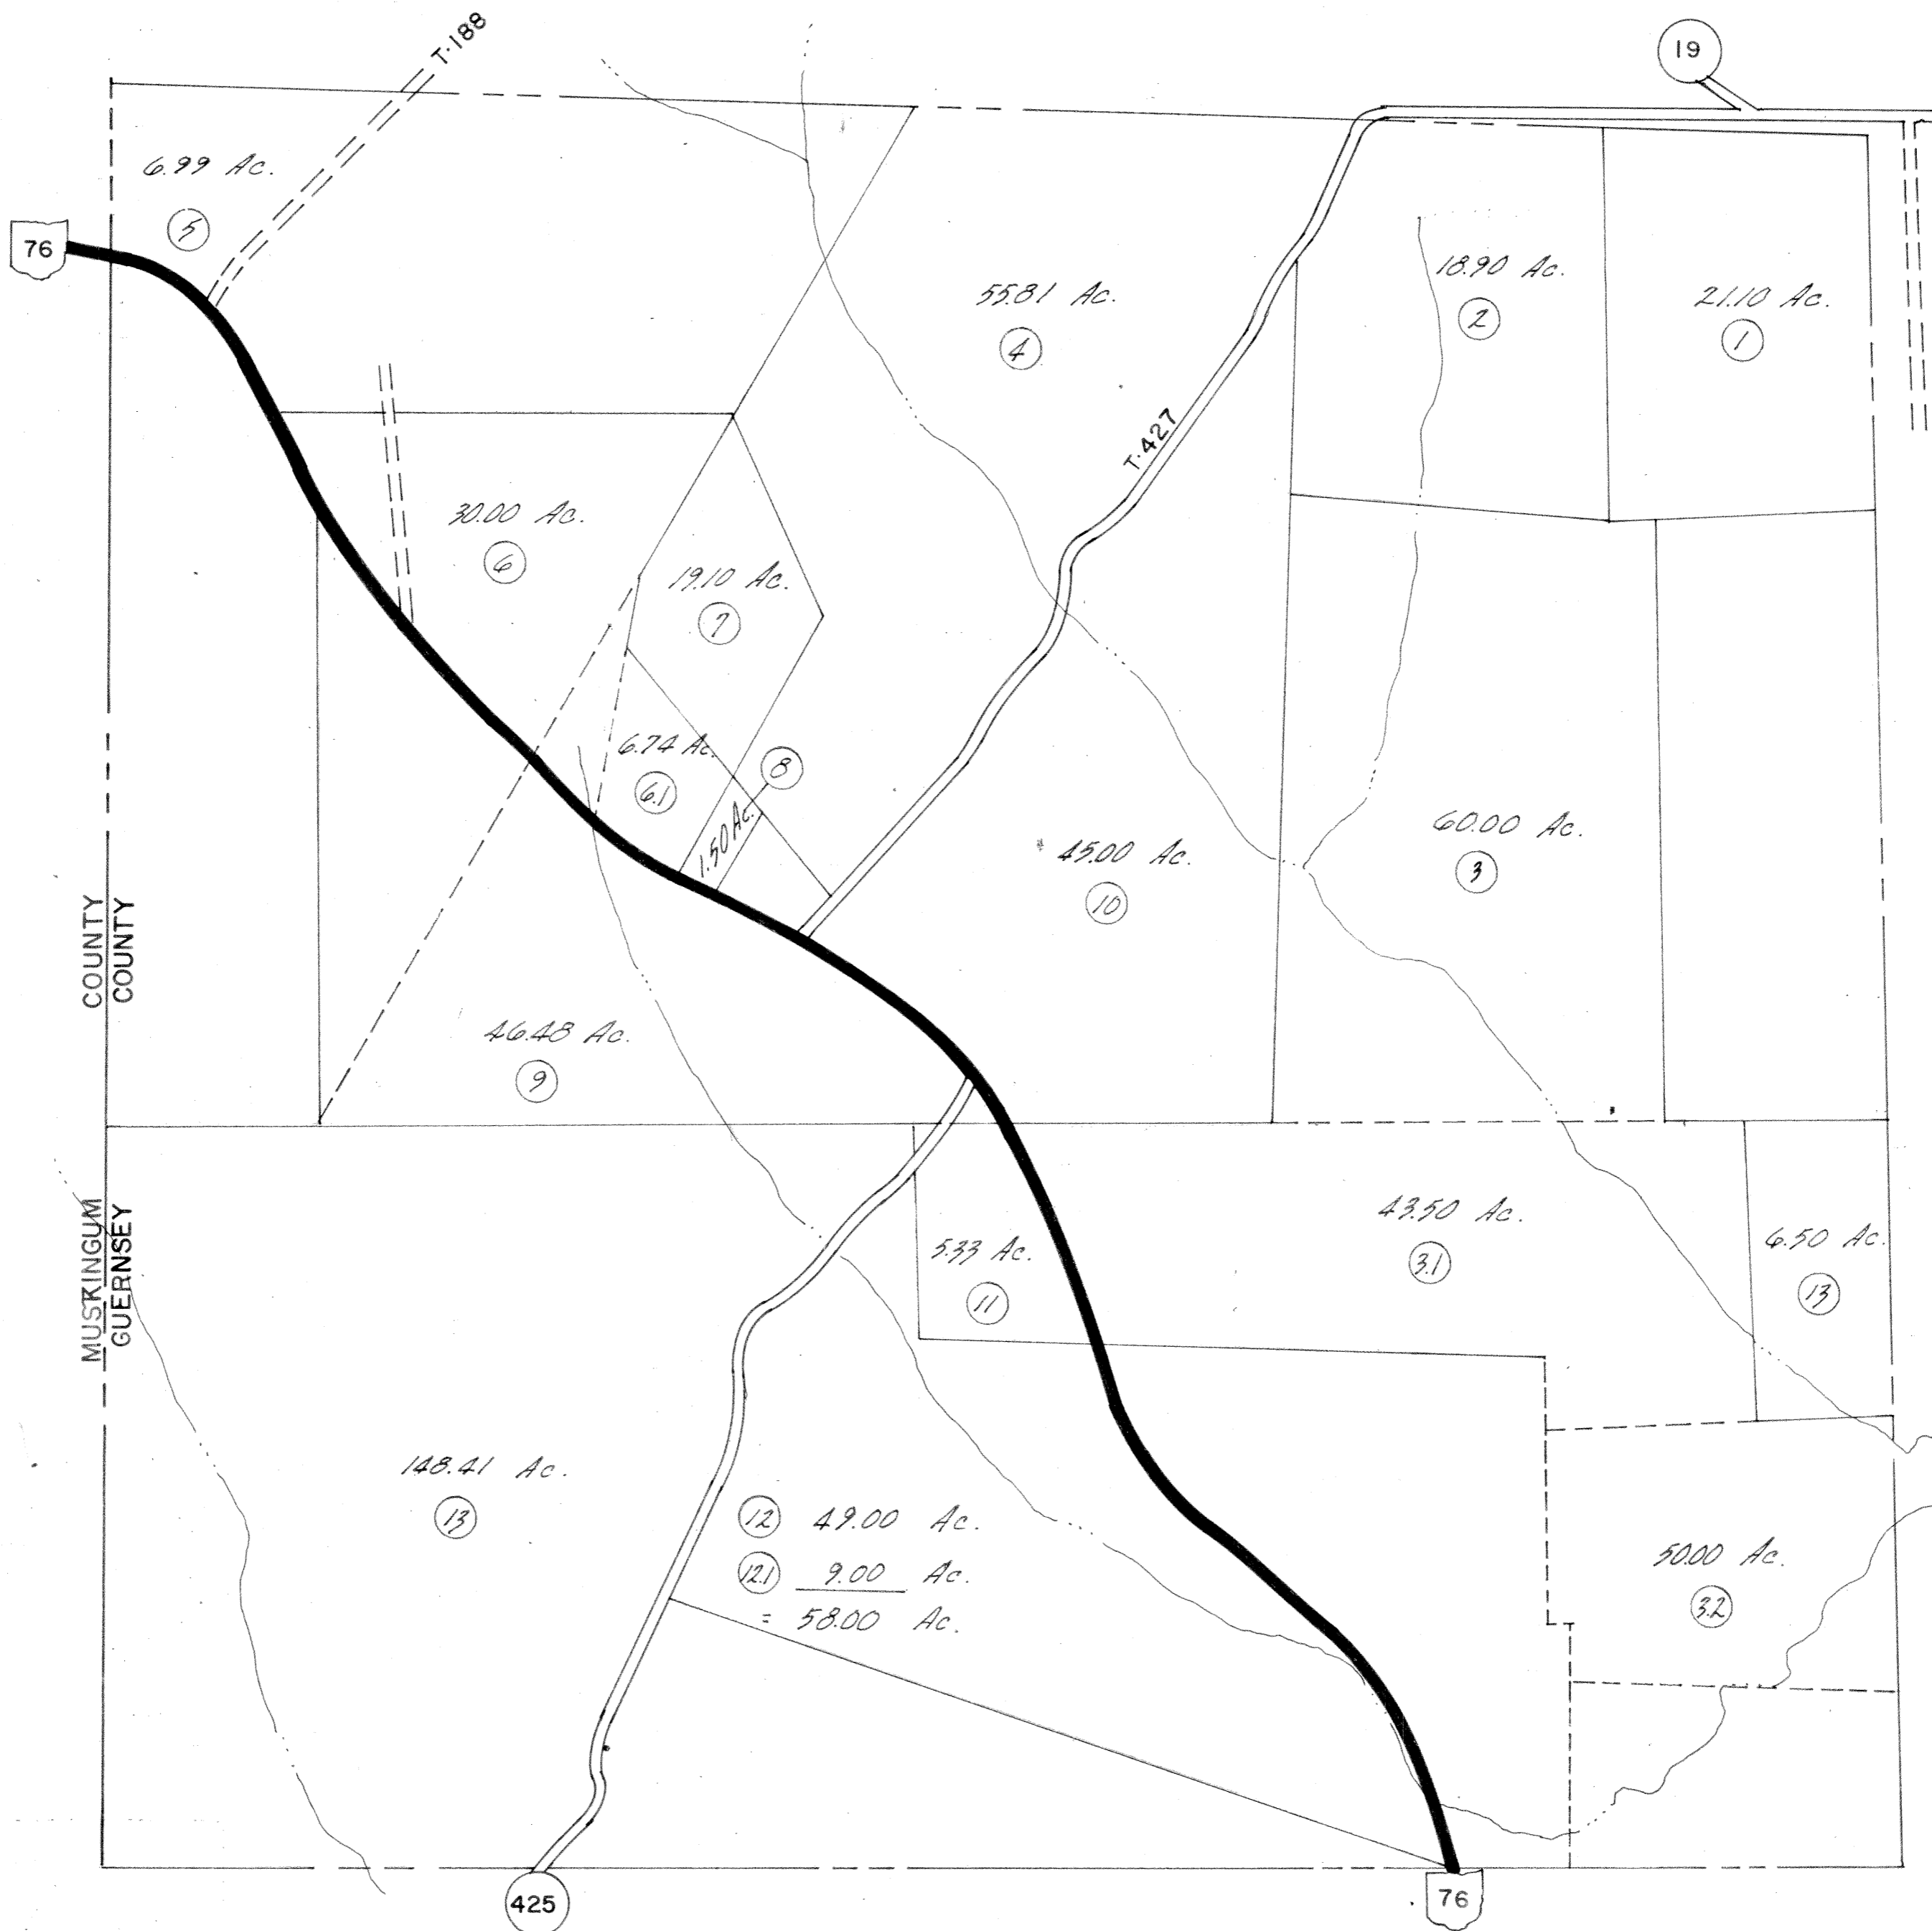 T-188
19
6.99 Ac.
5
76
55.81 Ac.
4
18.90 Ac.
2
21.10 Ac.
1
T-427
30.00 Ac.
6
19.10 Ac.
7
6.74 Ac.
6.1
8
1.50 Ac.
45.00 Ac.
10
60.00 Ac.
3
COUNTY
COUNTY
46.48 Ac.
9
MUSKINGUM
GUERNSEY
5.33 Ac.
11
43.50 Ac.
3.1
6.50 Ac.
13
148.41 Ac.
13
12 49.00 Ac.
12.1 9.00 Ac.
= 58.00 Ac.
50.00 Ac.
3.2
425
76